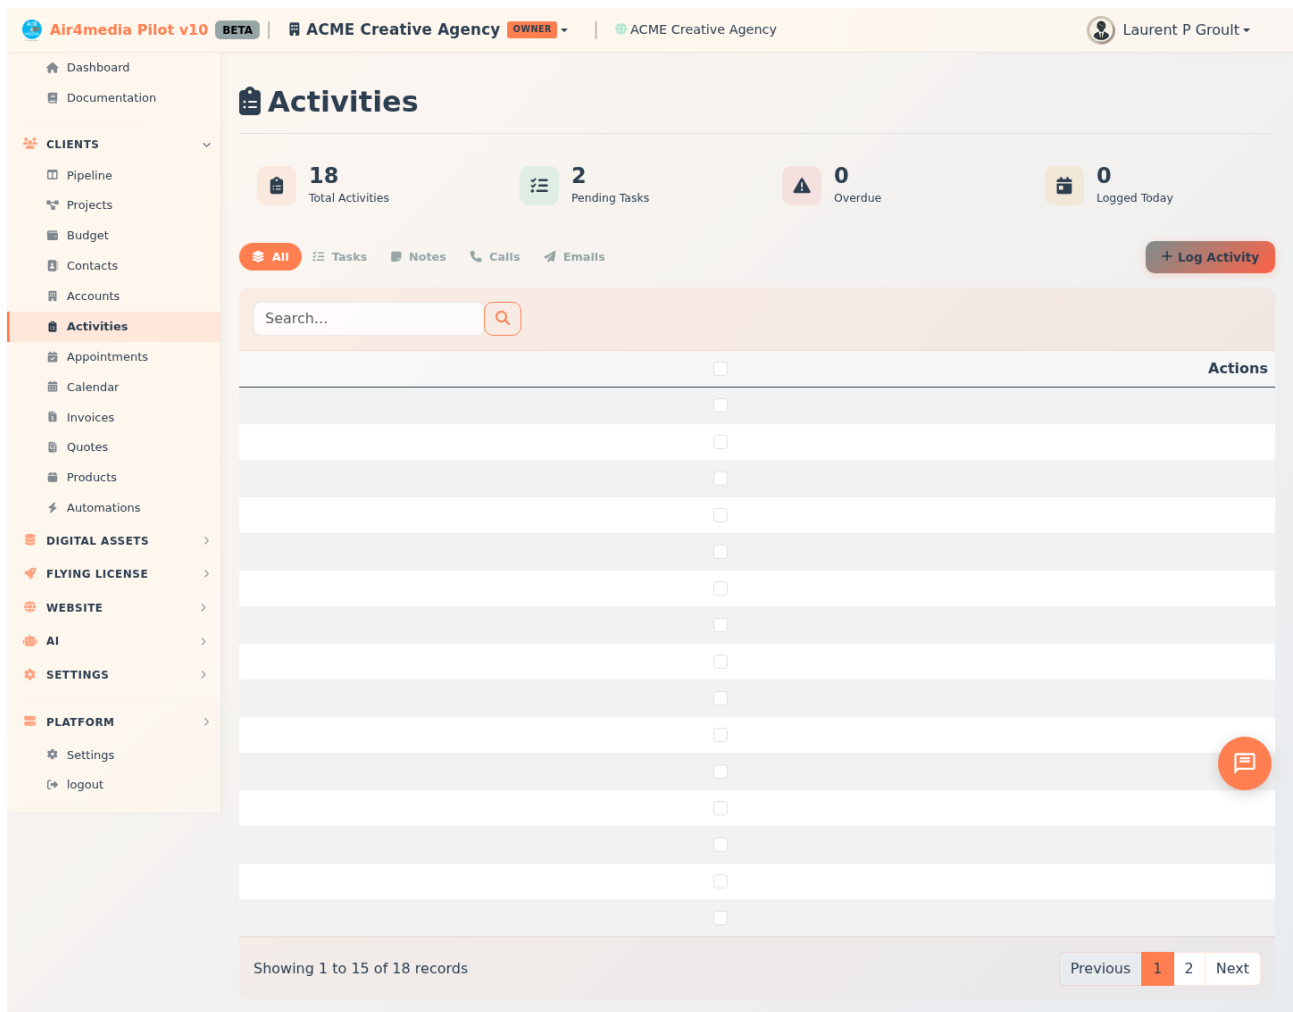 Air4media Pilot v10 BETA | ACME Creative Agency OWNER | ACME Creative Agency Laurent P Groult
Dashboard
Documentation
CLIENTS
Pipeline
Projects
Budget
Contacts
Accounts
Activities
Appointments
Calendar
Invoices
Quotes
Products
Automations
DIGITAL ASSETS
FLYING LICENSE
WEBSITE
AI
SETTINGS
PLATFORM
Settings
logout
Activities
18
Total Activities
2
Pending Tasks
0
Overdue
0
Logged Today
All Tasks Notes Calls Emails + Log Activity
Search...
Actions
Showing 1 to 15 of 18 records
Previous 1 2 Next